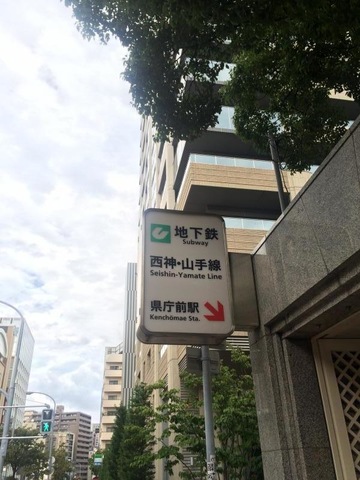 地下鉄
Subway
西神・山手線
Seishin-Yamate Line
県庁前駅
Kenchōmae Sta.